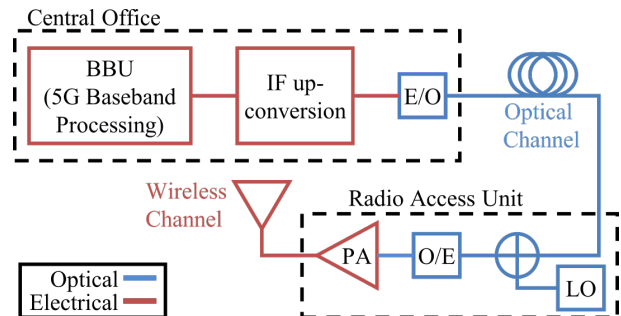 Central Office
BBU
(5G Baseband
Processing)
IF up-
conversion
E/O
Optical
Channel
Wireless
Channel
Radio Access Unit
PA
O/E
LO
Optical
Electrical